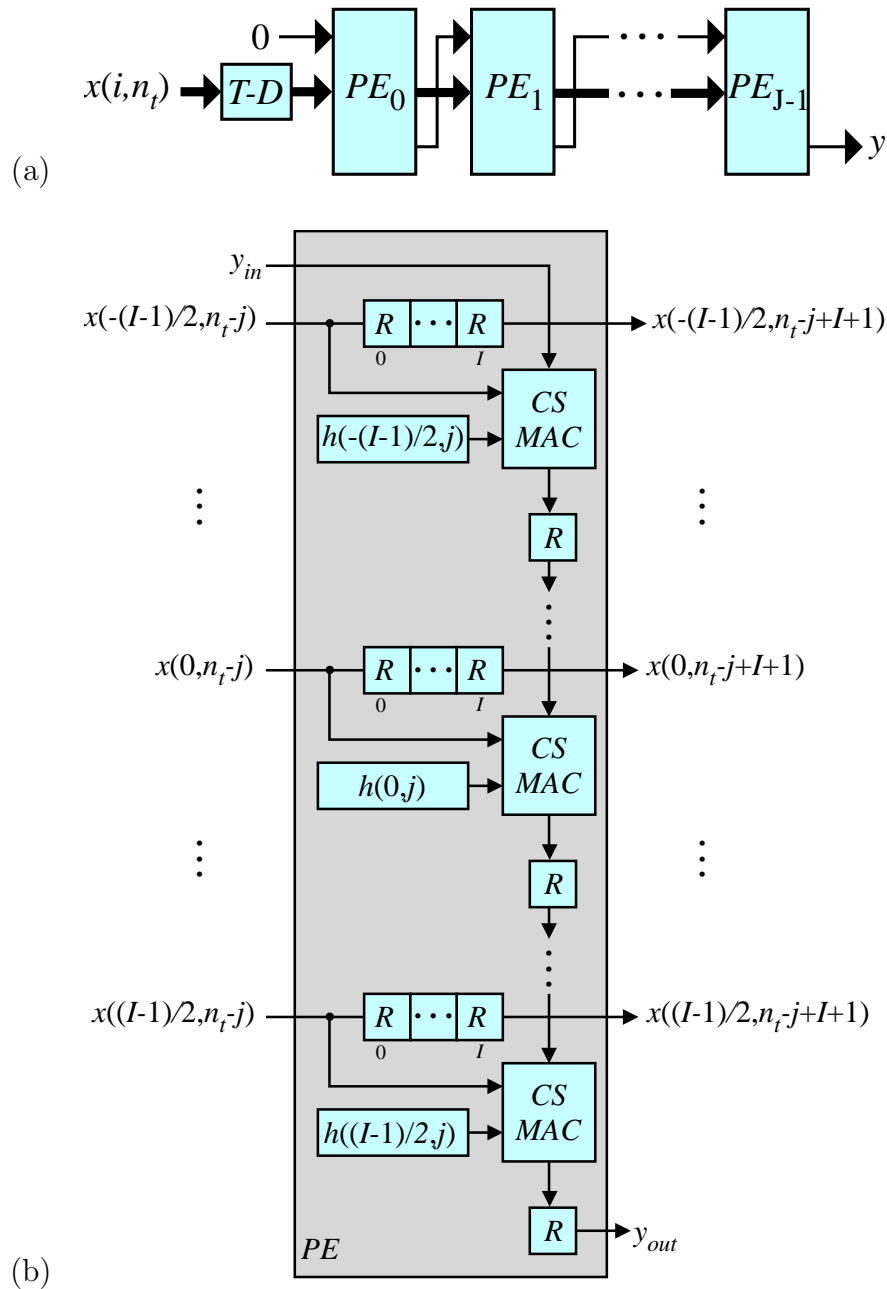 0
x(i,n_t)
T-D
PE_0
PE_1
· · ·
· · ·
PE_J-1
y
(a)
y_in
x(-(I-1)/2,n_t-j)
R · · · R
x(-(I-1)/2,n_t-j+I+1)
0 I
CS
MAC
h(-(I-1)/2,j)
R
x(0,n_t-j)
R · · · R
x(0,n_t-j+I+1)
0 I
CS
MAC
h(0,j)
R
x((I-1)/2,n_t-j)
R · · · R
x((I-1)/2,n_t-j+I+1)
0 I
CS
MAC
h((I-1)/2,j)
R
y_out
PE
(b)